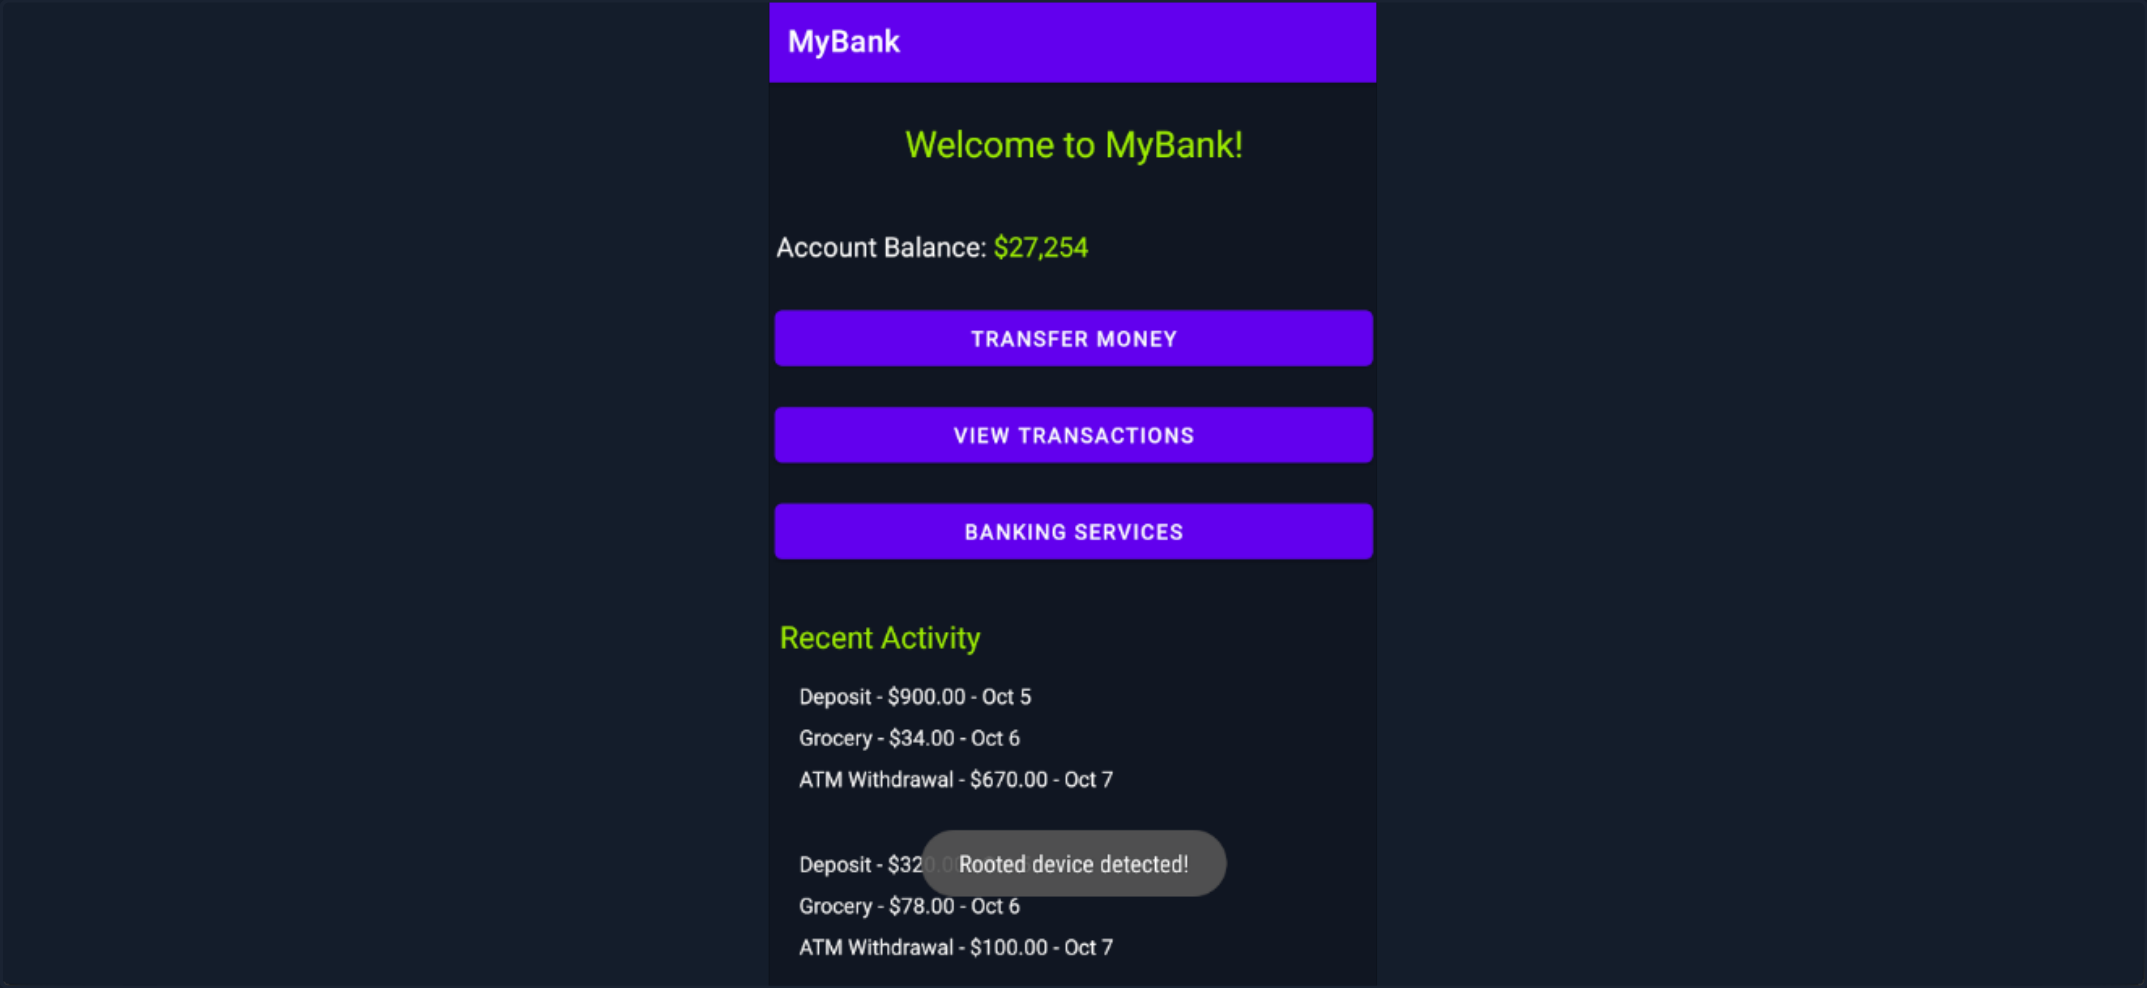 MyBank
Welcome to MyBank!
Account Balance: $27,254
TRANSFER MONEY
VIEW TRANSACTIONS
BANKING SERVICES
Recent Activity
Deposit - $900.00 - Oct 5
Grocery - $34.00 - Oct 6
ATM Withdrawal - $670.00 - Oct 7
Deposit - $320.0
Rooted device detected!
Grocery - $78.00 - Oct 6
ATM Withdrawal - $100.00 - Oct 7